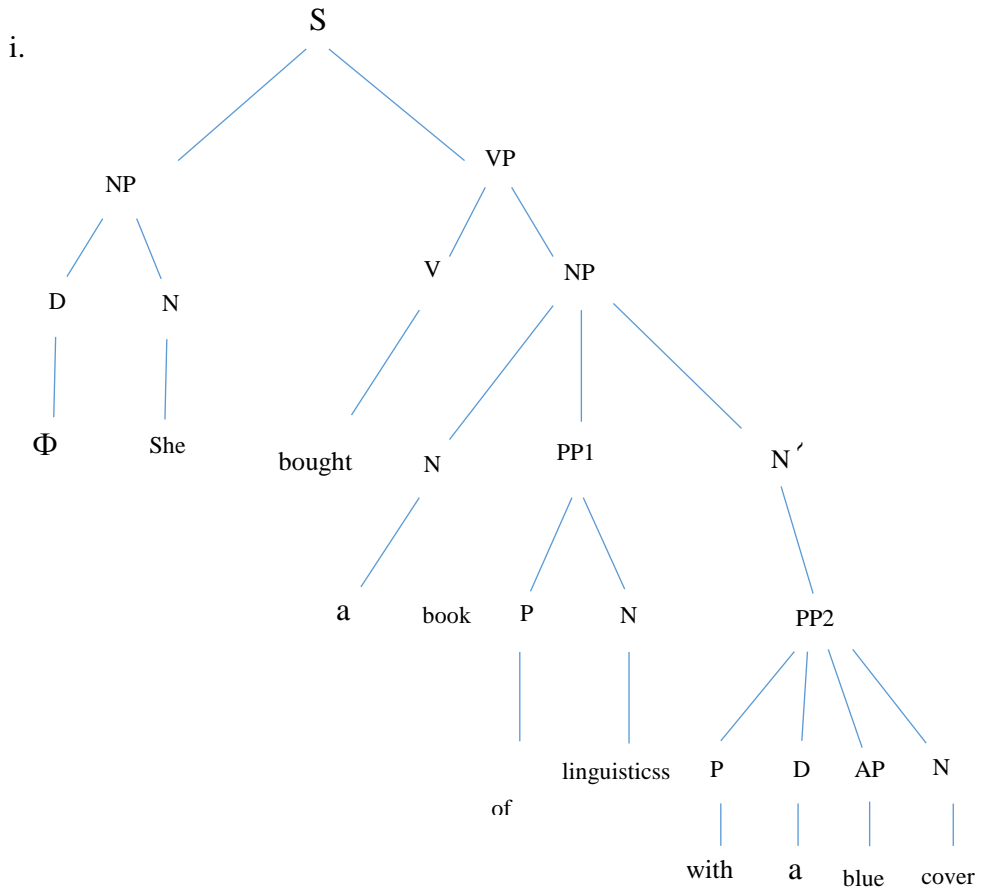 S
i.
VP
NP
V NP
D N
Φ She
bought N PP1 N´
a book P N PP2
linguisticss P D AP N
of
with a blue cover